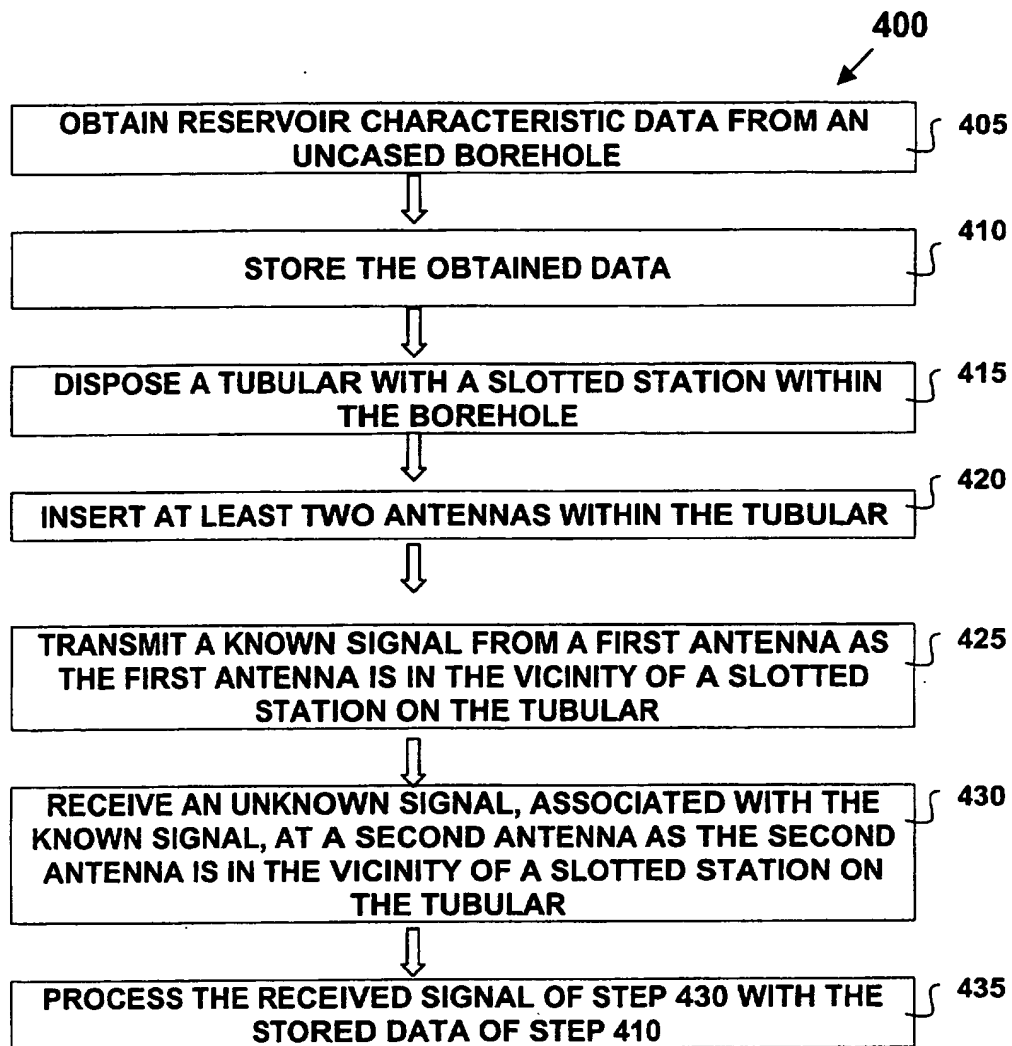 400
OBTAIN RESERVOIR CHARACTERISTIC DATA FROM AN
UNCASED BOREHOLE
405
STORE THE OBTAINED DATA
410
DISPOSE A TUBULAR WITH A SLOTTED STATION WITHIN
THE BOREHOLE
415
INSERT AT LEAST TWO ANTENNAS WITHIN THE TUBULAR
420
TRANSMIT A KNOWN SIGNAL FROM A FIRST ANTENNA AS
THE FIRST ANTENNA IS IN THE VICINITY OF A SLOTTED
STATION ON THE TUBULAR
425
RECEIVE AN UNKNOWN SIGNAL, ASSOCIATED WITH THE
KNOWN SIGNAL, AT A SECOND ANTENNA AS THE SECOND
ANTENNA IS IN THE VICINITY OF A SLOTTED STATION ON
THE TUBULAR
430
PROCESS THE RECEIVED SIGNAL OF STEP 430 WITH THE
STORED DATA OF STEP 410
435